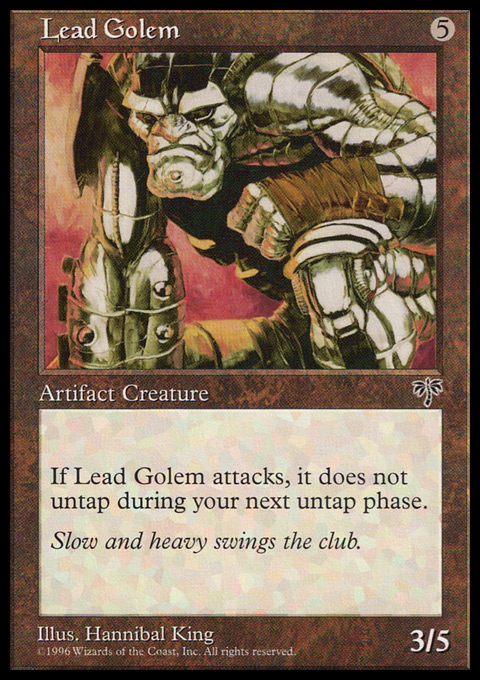 Lead Golem 5
Artifact Creature
If Lead Golem attacks, it does not
untap during your next untap phase.
Slow and heavy swings the club.
Illus. Hannibal King
©1996 Wizards of the Coast, Inc. All rights reserved.
3/5